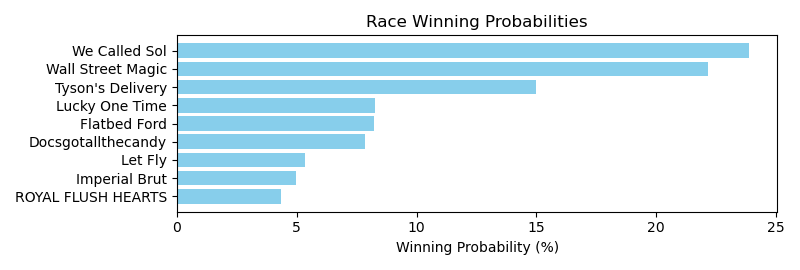 Race Winning Probabilities
We Called Sol
Wall Street Magic
Tyson's Delivery
Lucky One Time
Flatbed Ford
Docsgotallthecandy
Let Fly
Imperial Brut
ROYAL FLUSH HEARTS
0 5 10 15 20 25
Winning Probability (%)